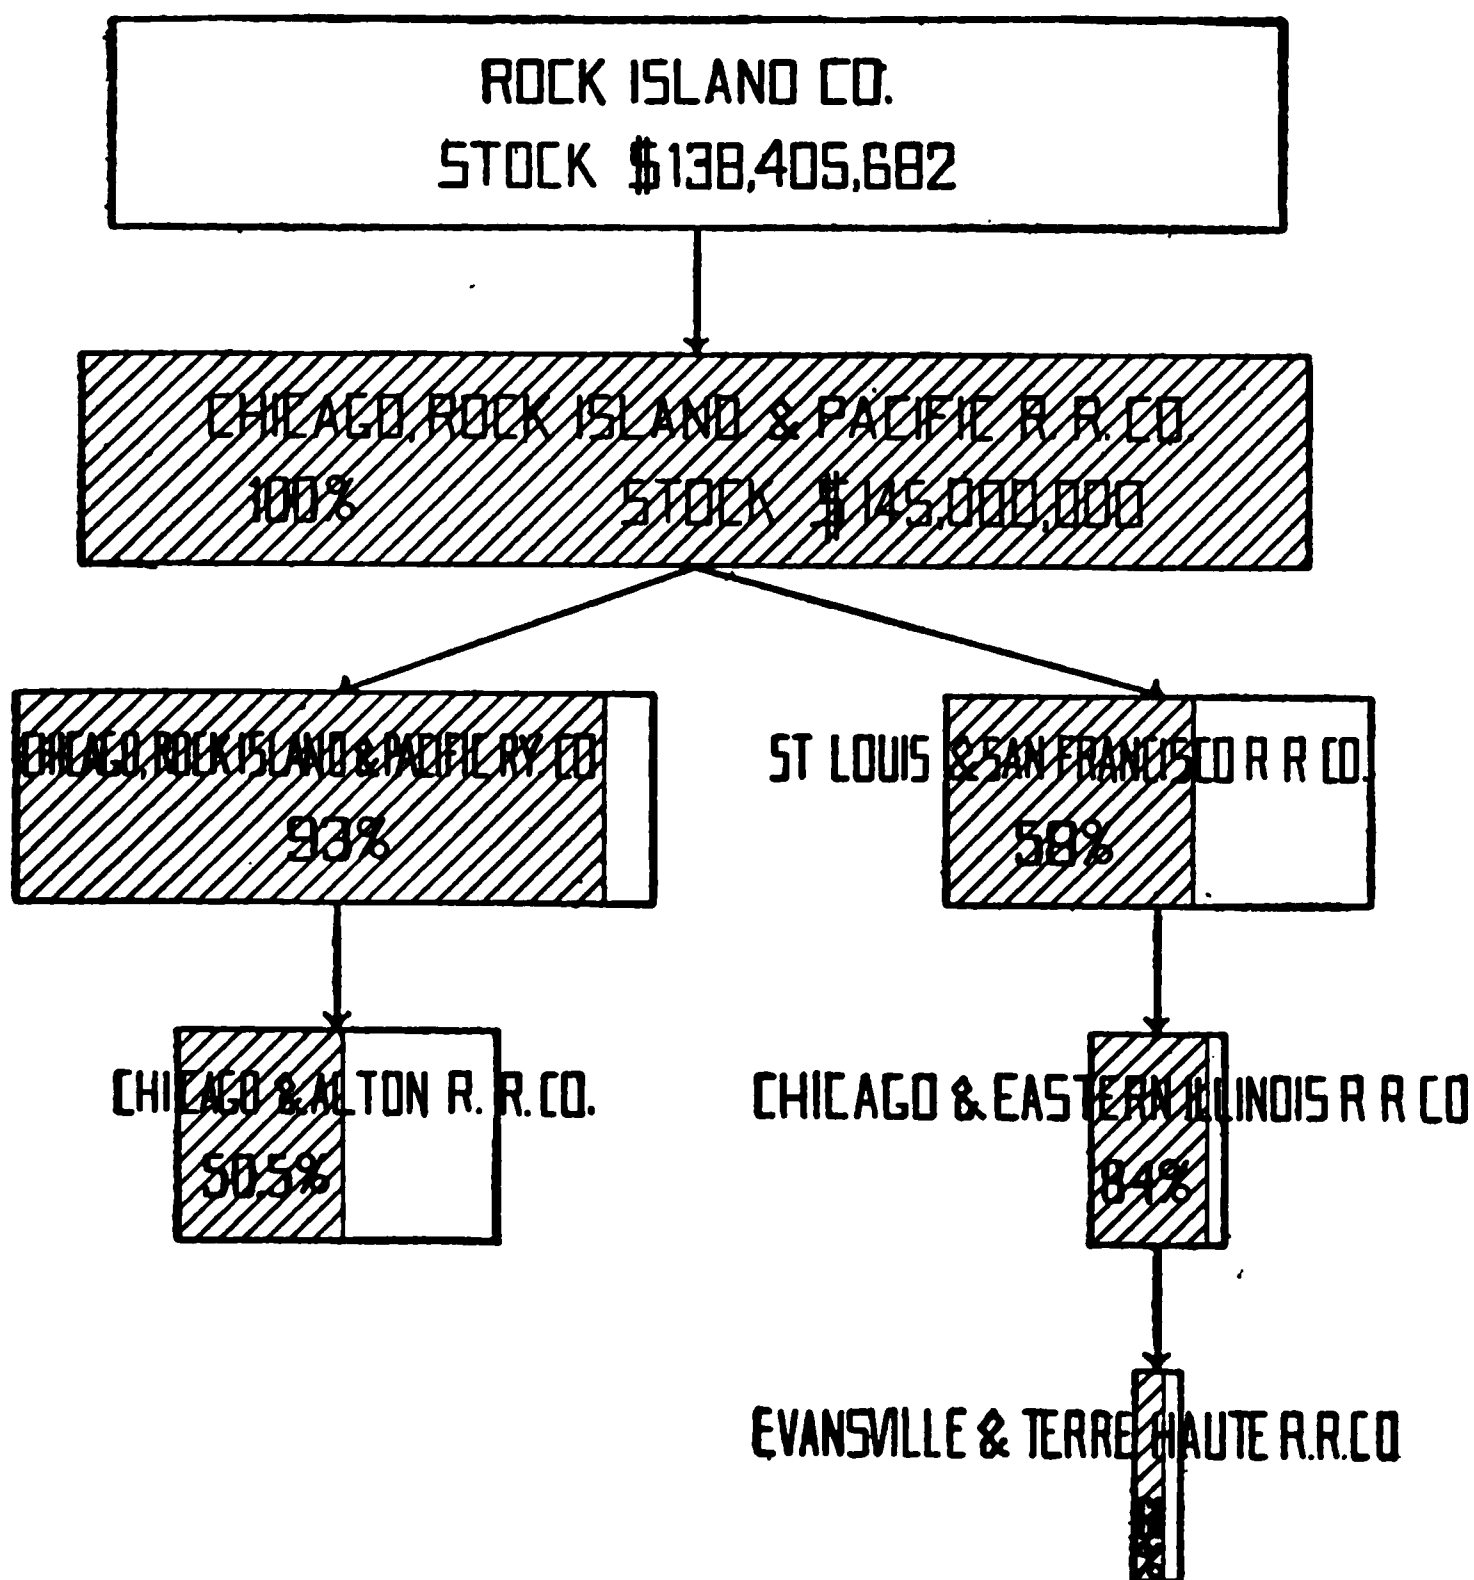 ROCK ISLAND CO.
STOCK $138,405,682
CHICAGO, ROCK ISLAND & PACIFIC R. R. CO.
100% STOCK $145,000,000
CHICAGO, ROCK ISLAND & PACIFIC RY CO
93%
ST LOUIS & SAN FRANCISCO R R CO.
58%
CHICAGO & ALTON R. R. CO.
50.5%
CHICAGO & EASTERN ILLINOIS R R CO
84%
EVANSVILLE & TERRE HAUTE R.R.CO